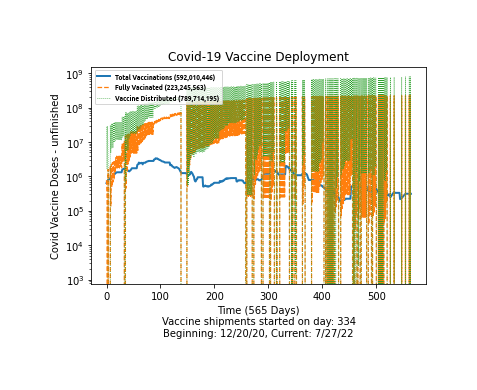 Covid-19 Vaccine Deployment
Total Vaccinations (592,010,446)
Fully Vacinated (223,245,563)
Vaccine Distributed (789,714,195)
Covid Vaccine Doses - unfinished
10⁹
10⁸
10⁷
10⁶
10⁵
10⁴
10³
0 100 200 300 400 500
Time (565 Days)
Vaccine shipments started on day: 334
Beginning: 12/20/20, Current: 7/27/22